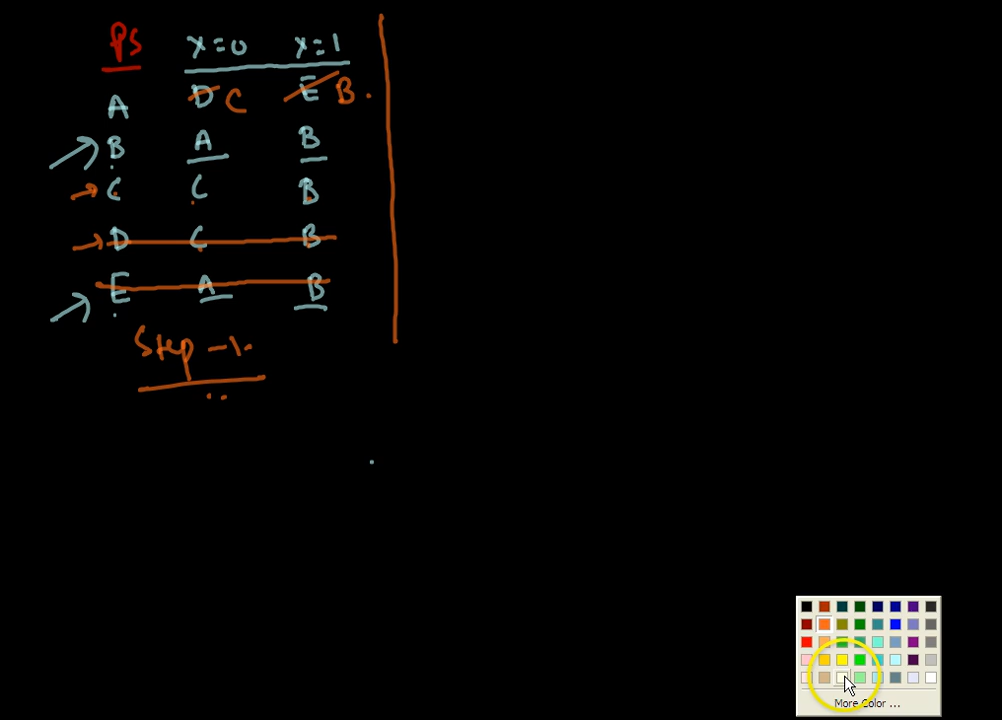 PS X=0 X=1
A D C E B.
B A B
C C B
D C B
E A B
Step -1.
More Color ...